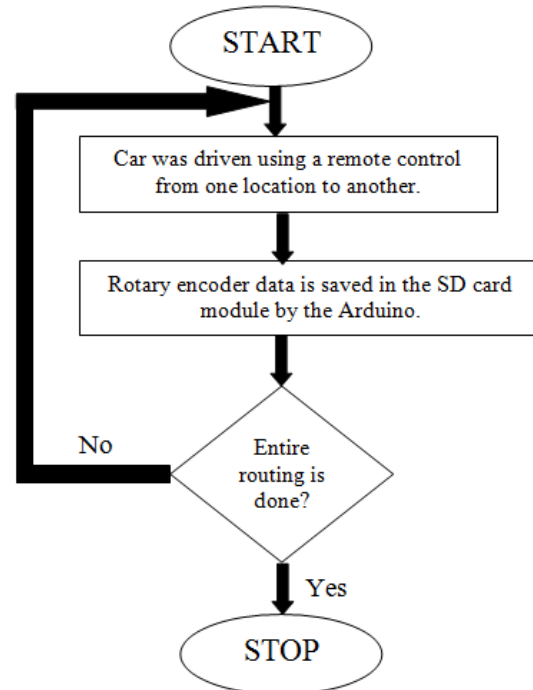 START
Car was driven using a remote control
from one location to another.
Rotary encoder data is saved in the SD card
module by the Arduino.
No
Entire
routing is
done?
Yes
STOP